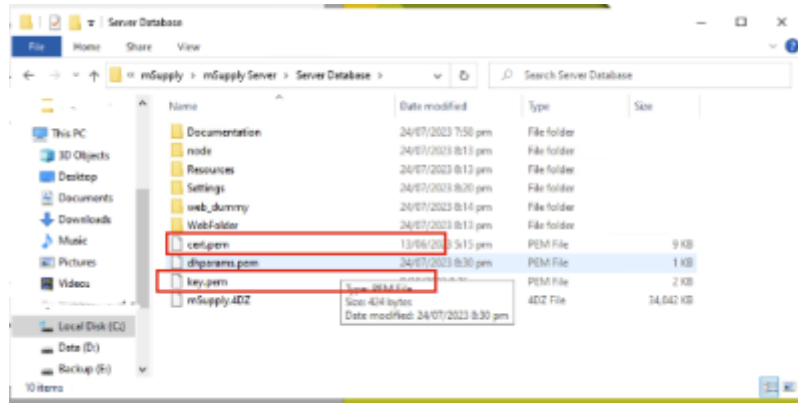 Server Database
File Home Share View
« mSupply > mSupply Server > Server Database > Search Server Database
Name Date modified Type Size
This PC
3D Objects
Desktop
Documents
Downloads
Music
Pictures
Videos
Local Disk (C:)
Data (D:)
Backup (E:)
Documentation 24/07/2023 7:50 pm File folder
node 24/07/2023 8:13 pm File folder
Resources 24/07/2023 8:13 pm File folder
Settings 24/07/2023 8:20 pm File folder
web_dummy 24/07/2023 8:14 pm File folder
WebFolder 24/07/2023 8:13 pm File folder
cert.pem 13/06/2023 5:15 pm PEM File 9 KB
dhparams.pem 24/07/2023 8:30 pm PEM File 1 KB
key.pem PEM File 2 KB
mSupply.4DZ 4DZ File 34,042 KB
Type: PEM File
Size: 424 bytes
Date modified: 24/07/2023 8:30 pm
10 items